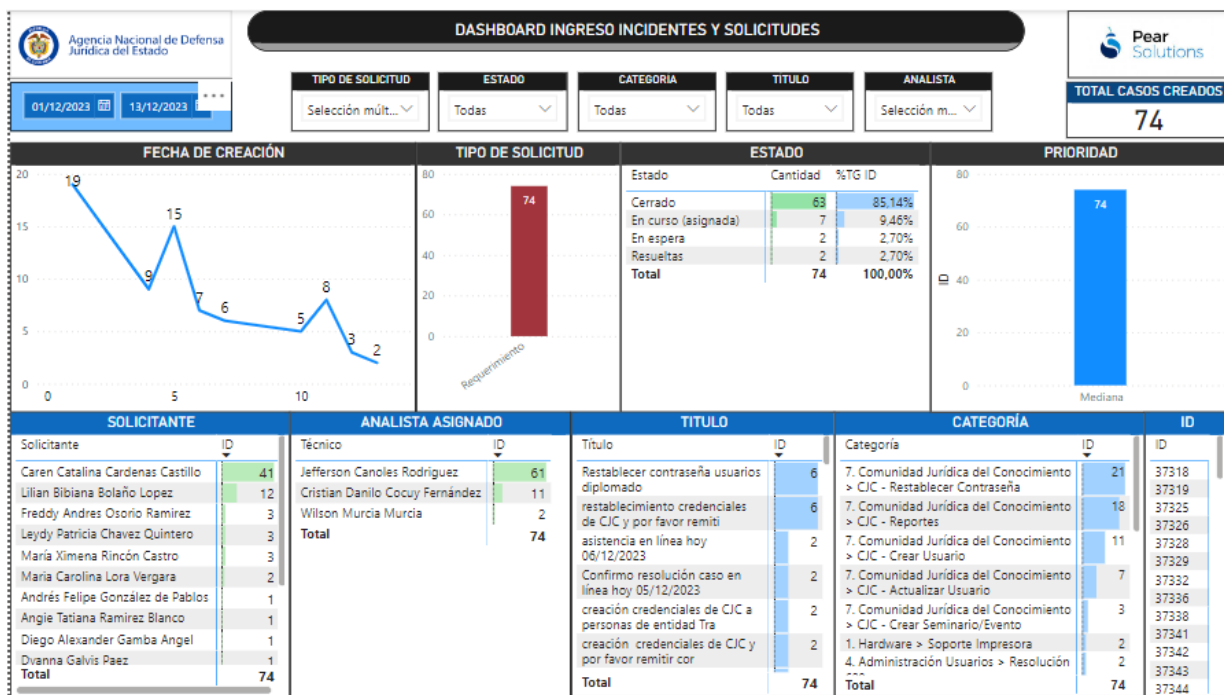 Agencia Nacional de Defensa
Jurídica del Estado
DASHBOARD INGRESO INCIDENTES Y SOLICITUDES
Pear
Solutions
01/12/2023 13/12/2023
TIPO DE SOLICITUD
Selección múlt...
ESTADO
Todas
CATEGORÍA
Todas
TÍTULO
Todas
ANALISTA
Selección m...
TOTAL CASOS CREADOS
74
FECHA DE CREACIÓN
20
15
10
5
0
19
9
15
7
6
5
8
3
2
0 5 10
TIPO DE SOLICITUD
80
60
40
20
0
74
Requerimiento
ESTADO
Estado Cantidad %TG ID
Cerrado 63 85,14%
En curso (asignada) 7 9,46%
En espera 2 2,70%
Resueltas 2 2,70%
Total 74 100,00%
PRIORIDAD
80
60
40
20
0
ID
74
Mediana
SOLICITANTE
Solicitante ID
Caren Catalina Cardenas Castillo 41
Lilian Bibiana Bolaño Lopez 12
Freddy Andres Osorio Ramirez 3
Leydy Patricia Chavez Quintero 3
María Ximena Rincón Castro 3
Maria Carolina Lora Vergara 2
Andrés Felipe González de Pablos 1
Angie Tatiana Ramirez Blanco 1
Diego Alexander Gamba Angel 1
Dyanna Galvis Paez 1
Total 74
ANALISTA ASIGNADO
Técnico ID
Jefferson Canoles Rodriguez 61
Cristian Danilo Cocuy Fernández 11
Wilson Murcia Murcia 2
Total 74
TITULO
Título ID
Restablecer contraseña usuarios 6
diplomado
restablecimiento credenciales 6
de CJC y por favor remiti
asistencia en línea hoy 2
06/12/2023
Confirmo resolución caso en 2
línea hoy 05/12/2023
creación credenciales de CJC a 2
personas de entidad Tra
creación credenciales de CJC y 2
por favor remitir cor
Total 74
CATEGORÍA
Categoría ID
7. Comunidad Jurídica del Conocimiento 21
> CJC - Restablecer Contraseña
7. Comunidad Jurídica del Conocimiento 18
> CJC - Reportes
7. Comunidad Jurídica del Conocimiento 11
> CJC - Crear Usuario
7. Comunidad Jurídica del Conocimiento 7
> CJC - Actualizar Usuario
7. Comunidad Jurídica del Conocimiento 3
> CJC - Crear Seminario/Evento
1. Hardware > Soporte Impresora 2
4. Administración Usuarios > Resolución 2
Total 74
ID
ID
37318
37319
37325
37326
37328
37329
37332
37336
37338
37341
37342
37343
37344